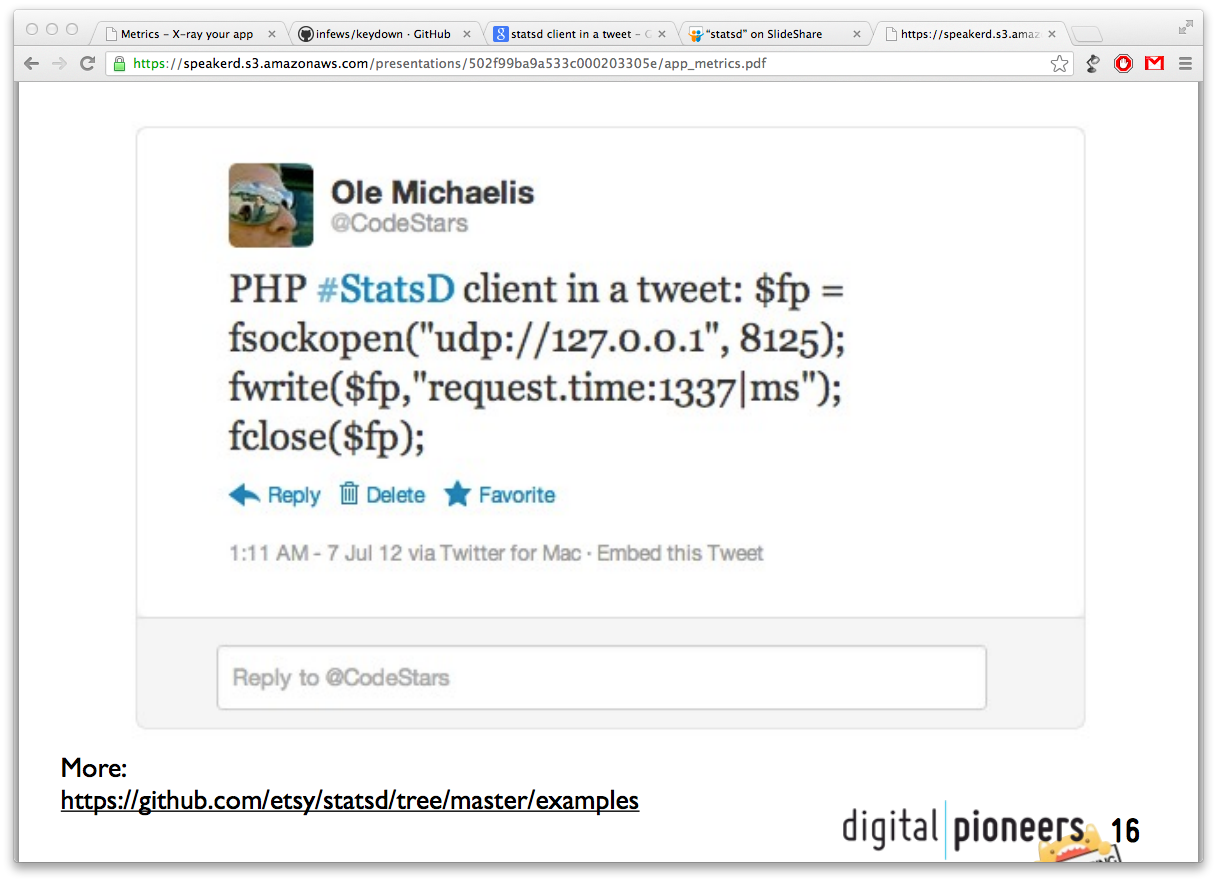 Metrics – X-ray your app
infews/keydown · GitHub
statsd client in a tweet –
“statsd” on SlideShare
https://speakerd.s3.amaz
https://speakerd.s3.amazonaws.com/presentations/502f99ba9a533c000203305e/app_metrics.pdf
Ole Michaelis
@CodeStars
PHP #StatsD client in a tweet: $fp =
fsockopen("udp://127.0.0.1", 8125);
fwrite($fp,"request.time:1337|ms");
fclose($fp);
Reply Delete Favorite
1:11 AM - 7 Jul 12 via Twitter for Mac · Embed this Tweet
Reply to @CodeStars
More:
https://github.com/etsy/statsd/tree/master/examples
digital pioneers 16